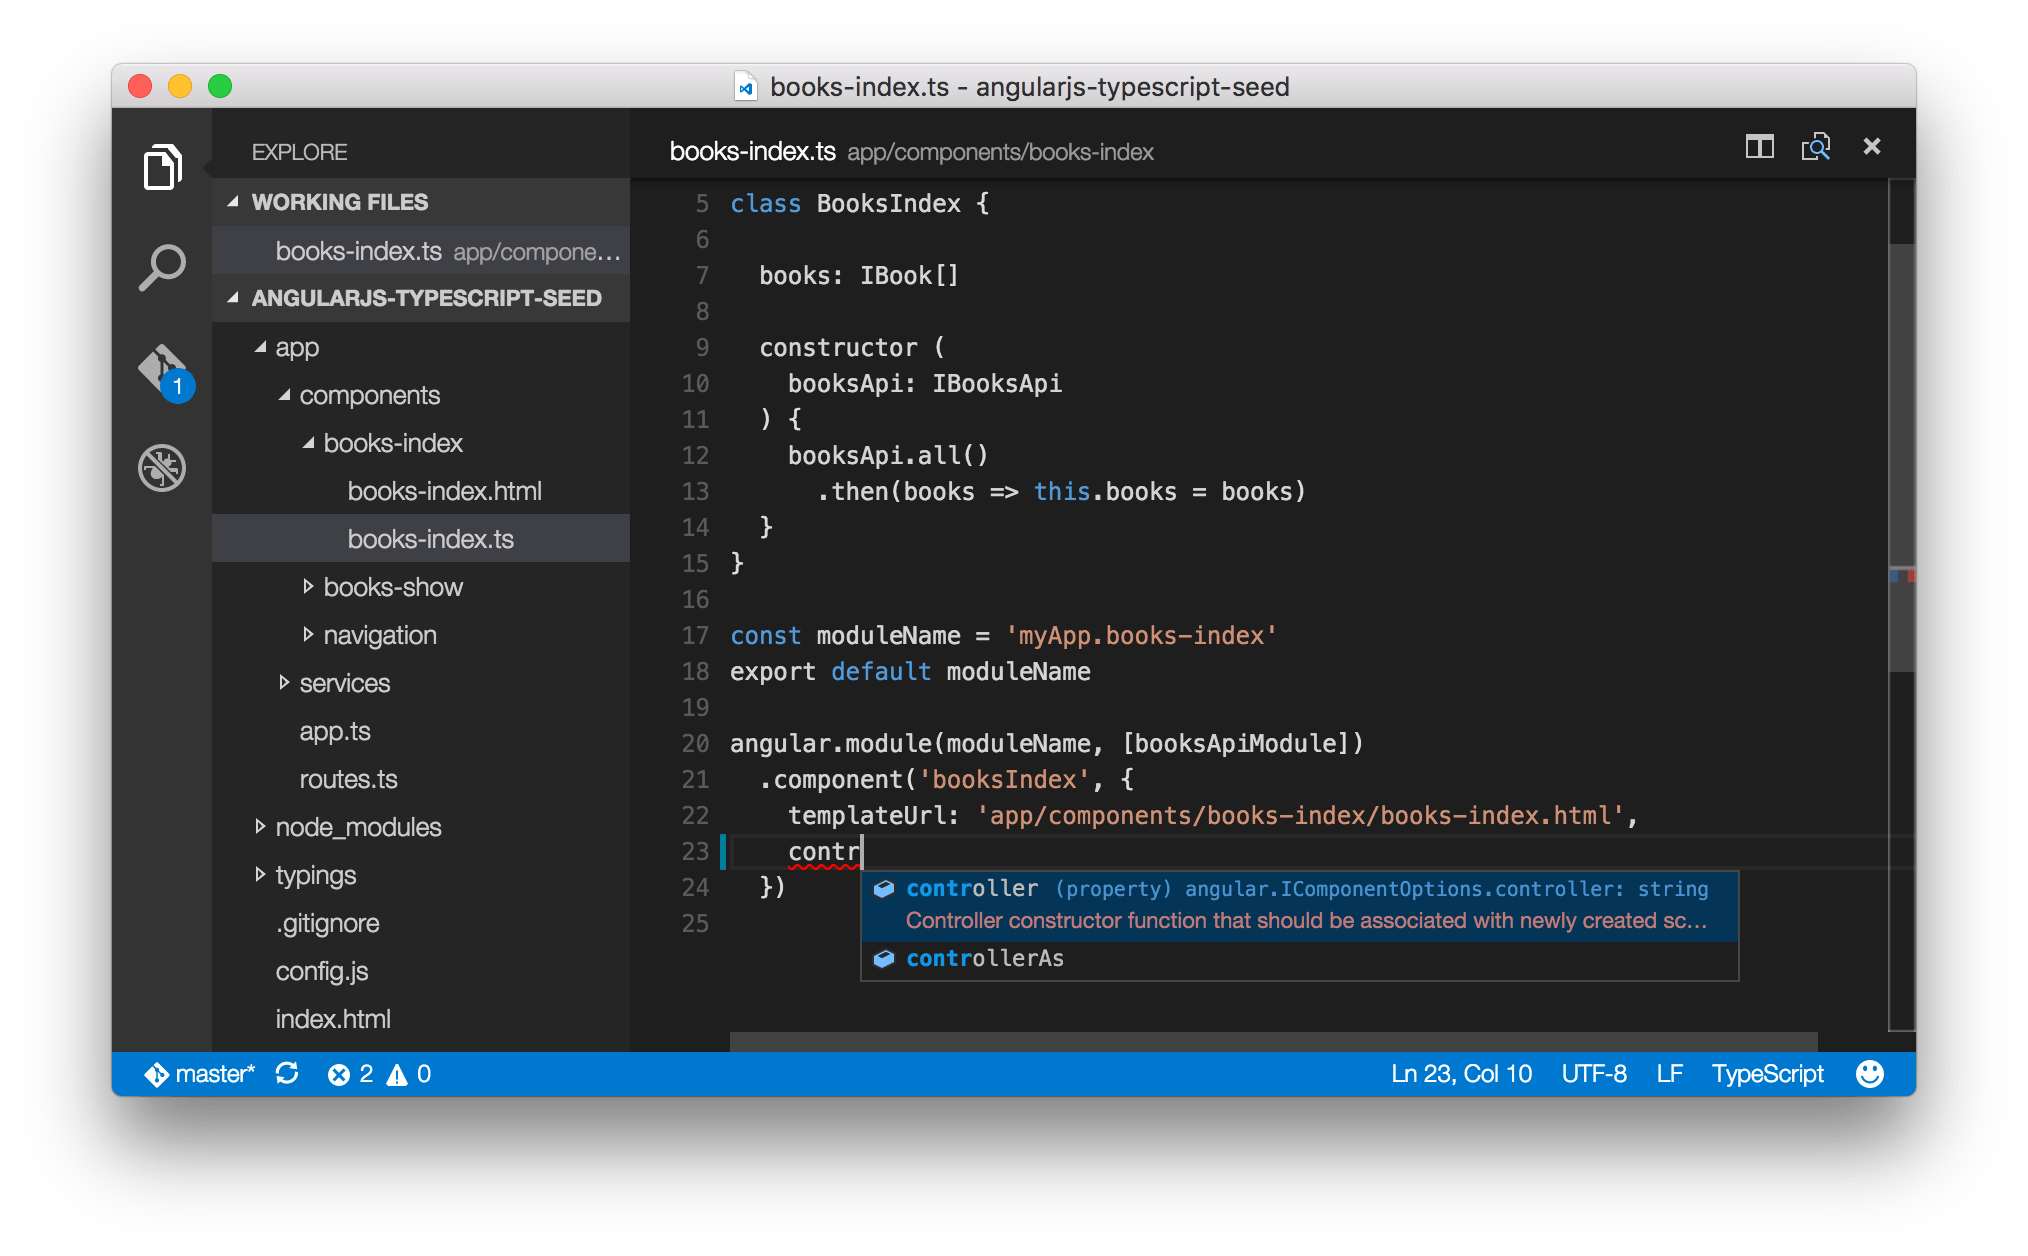 books-index.ts - angularjs-typescript-seed
EXPLORE
WORKING FILES
books-index.ts app/compone...
ANGULARJS-TYPESCRIPT-SEED
app
components
books-index
books-index.html
books-index.ts
books-show
navigation
services
app.ts
routes.ts
node_modules
typings
.gitignore
config.js
index.html
1
books-index.ts app/components/books-index
5 class BooksIndex {
6
7 books: IBook[]
8
9 constructor (
10 booksApi: IBooksApi
11 ) {
12 booksApi.all()
13 .then(books => this.books = books)
14 }
15 }
16
17 const moduleName = 'myApp.books-index'
18 export default moduleName
19
20 angular.module(moduleName, [booksApiModule])
21 .component('booksIndex', {
22 templateUrl: 'app/components/books-index/books-index.html',
23 contr
24 })
25
controller (property) angular.IComponentOptions.controller: string
Controller constructor function that should be associated with newly created sc...
controllerAs
master* 2 0 Ln 23, Col 10 UTF-8 LF TypeScript